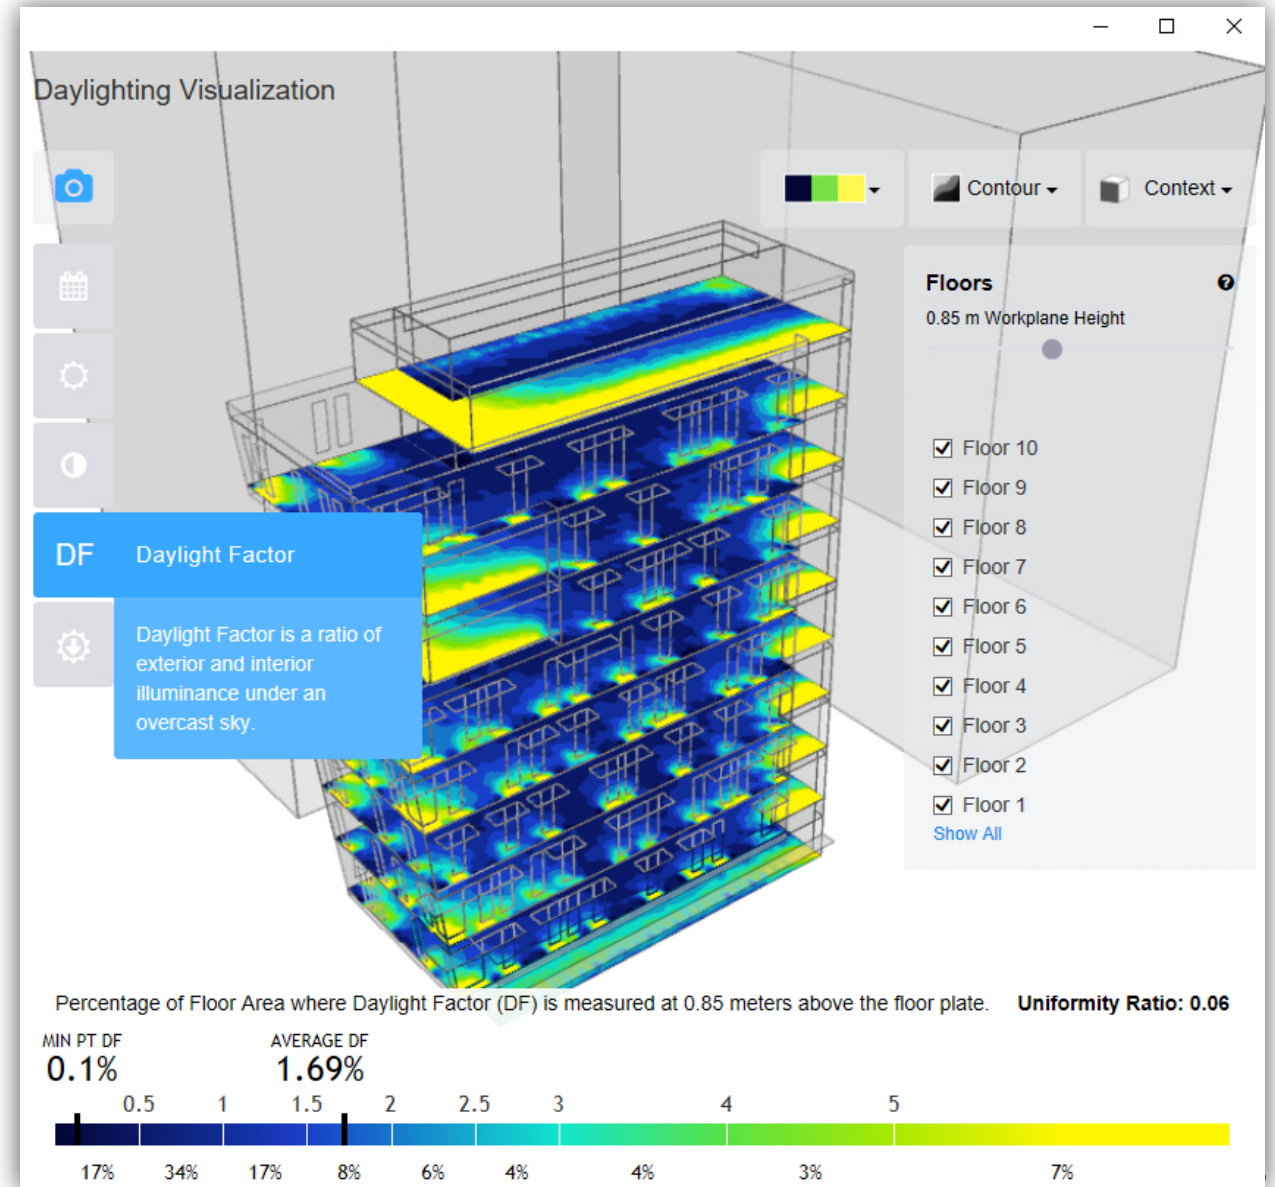 Daylighting Visualization
Contour
Context
Floors
0.85 m Workplane Height
Floor 10
Floor 9
Floor 8
Floor 7
Floor 6
Floor 5
Floor 4
Floor 3
Floor 2
Floor 1
Show All
DF Daylight Factor
Daylight Factor is a ratio of
exterior and interior
illuminance under an
overcast sky.
Percentage of Floor Area where Daylight Factor (DF) is measured at 0.85 meters above the floor plate. Uniformity Ratio: 0.06
MIN PT DF AVERAGE DF
0.1% 1.69%
0.5 1 1.5 2 2.5 3 4 5
17% 34% 17% 8% 6% 4% 4% 3% 7%